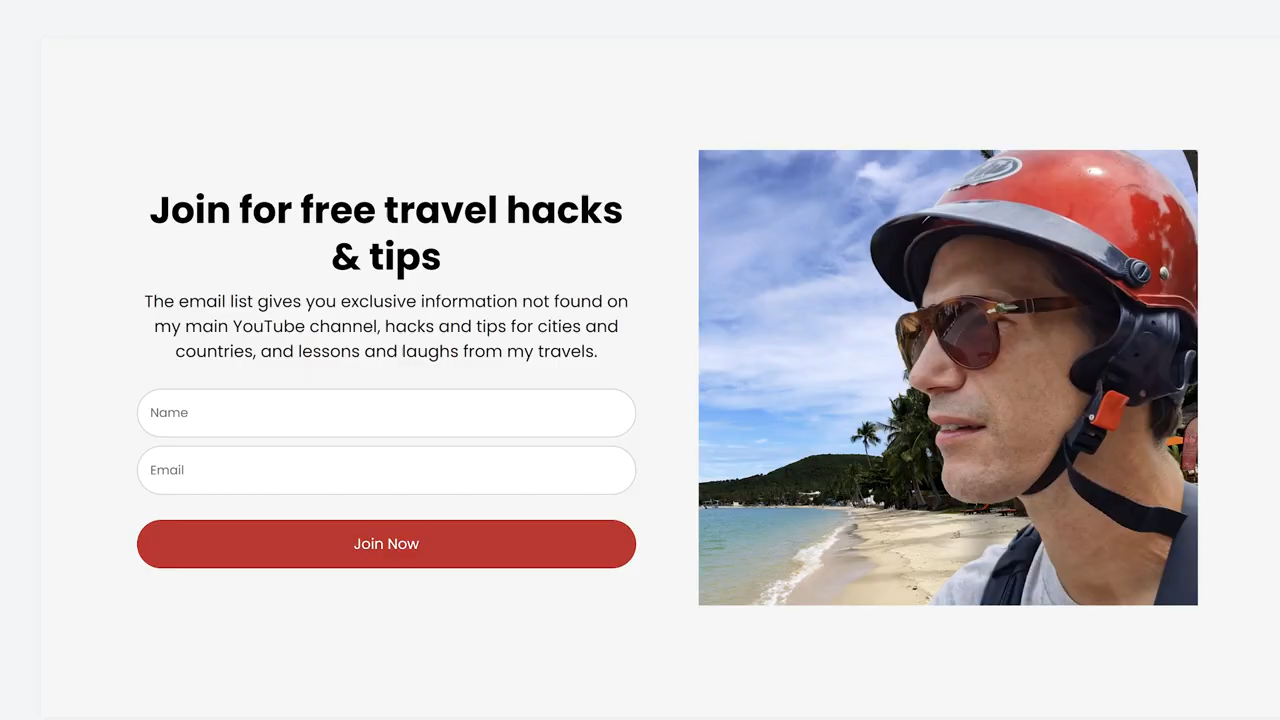 Join for free travel hacks
& tips
The email list gives you exclusive information not found on
my main YouTube channel, hacks and tips for cities and
countries, and lessons and laughs from my travels.
Name
Email
Join Now